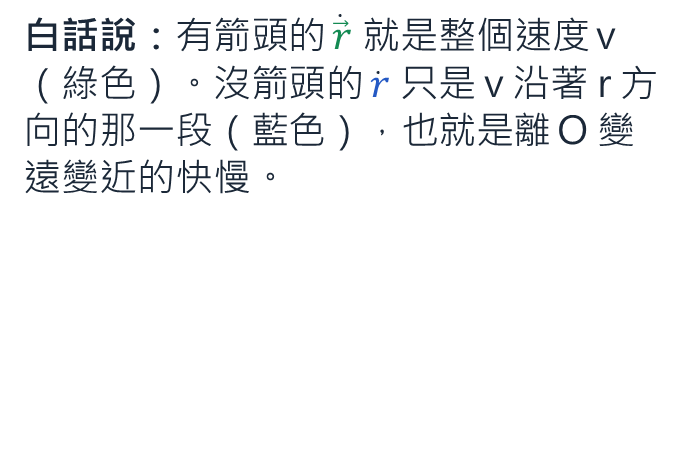 白話說：有箭頭的 $\dot{\vec{r}}$ 就是整個速度 v
（綠色）。沒箭頭的 $\dot{r}$ 只是 v 沿著 r 方
向的那一段（藍色），也就是離 O 變
遠變近的快慢。